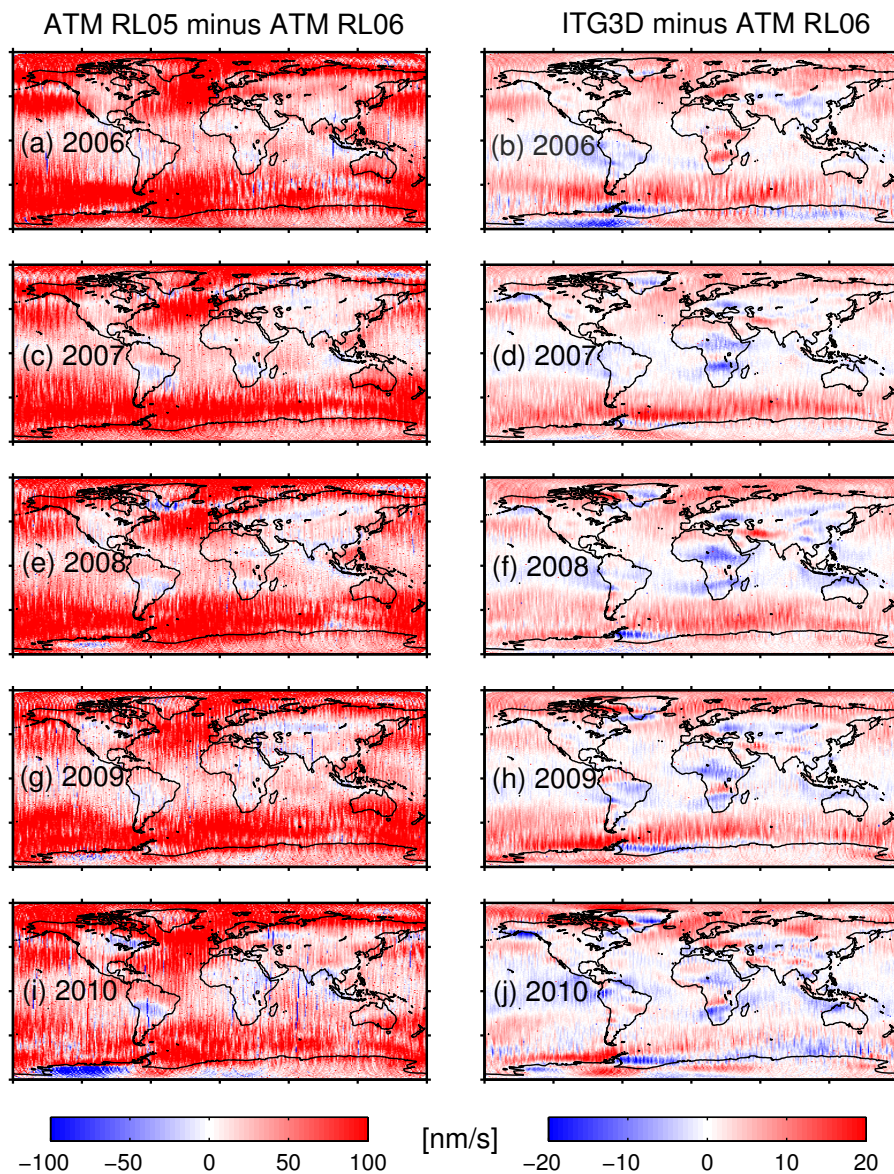 ATM RL05 minus ATM RL06 ITG3D minus ATM RL06
(a) 2006 (b) 2006
(c) 2007 (d) 2007
(e) 2008 (f) 2008
(g) 2009 (h) 2009
(i) 2010 (j) 2010
[nm/s]
−100 −50 0 50 100 −20 −10 0 10 20